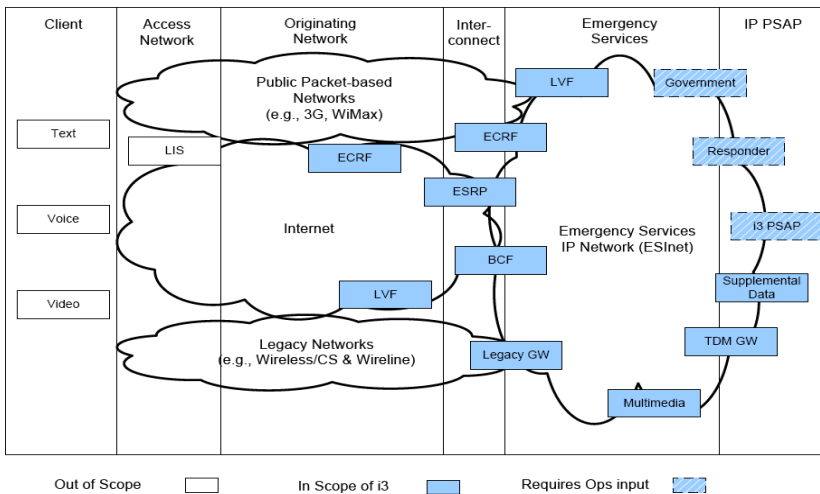 Client
Access
Network
Originating
Network
Inter-
connect
Emergency
Services
IP PSAP
Public Packet-based
Networks
(e.g., 3G, WiMax)
LVF
Government
Text
ECRF
LIS
ECRF
Responder
ESRP
Voice
Internet
Emergency Services
IP Network (ESInet)
i3 PSAP
BCF
Video
LVF
Supplemental
Data
Legacy Networks
(e.g., Wireless/CS & Wireline)
Legacy GW
TDM GW
Multimedia
Out of Scope
In Scope of i3
Requires Ops input